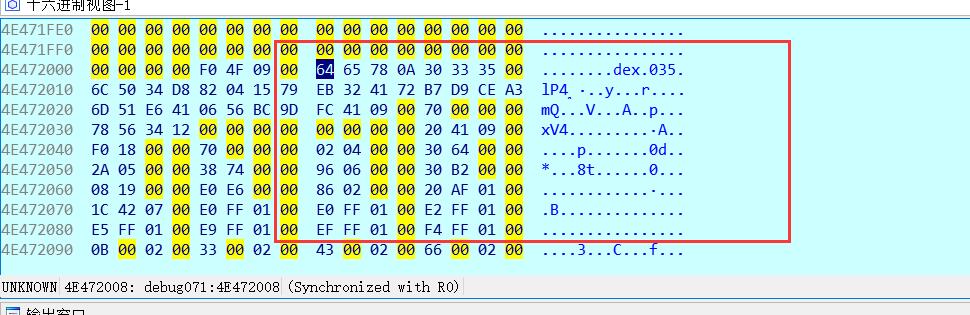 十六进制视图-1
4E471FE0 00 00 00 00 00 00 00 00 00 00 00 00 00 00 00 00 ................
4E471FF0 00 00 00 00 00 00 00 00 00 00 00 00 00 00 00 00 ................
4E472000 00 00 00 00 F0 4F 09 00 64 65 78 0A 30 33 35 00 ........dex.035.
4E472010 6C 50 34 D8 82 04 15 79 EB 32 41 72 B7 D9 CE A3
4E472020 6D 51 E6 41 06 56 BC 9D FC 41 09 00 70 00 00 00 mQ...V...A..p...
4E472030 78 56 34 12 00 00 00 00 00 00 00 00 20 41 09 00 xV4.........·A..
4E472040 F0 18 00 00 70 00 00 00 02 04 00 00 30 64 00 00 ....p.......0d..
4E472050 2A 05 00 00 38 74 00 00 96 06 00 00 30 B2 00 00 *...8t......0...
4E472060 08 19 00 00 E0 E6 00 00 86 02 00 00 20 AF 01 00 ............·...
4E472070 1C 42 07 00 E0 FF 01 00 E0 FF 01 00 E2 FF 01 00 .B..............
4E472080 E5 FF 01 00 E9 FF 01 00 EF FF 01 00 F4 FF 01 00 ................
4E472090 0B 00 02 00 33 00 02 00 43 00 02 00 66 00 02 00 ....3...C...f...
UNKNOWN 4E472008: debug071:4E472008 (Synchronized with R0)
输出窗口